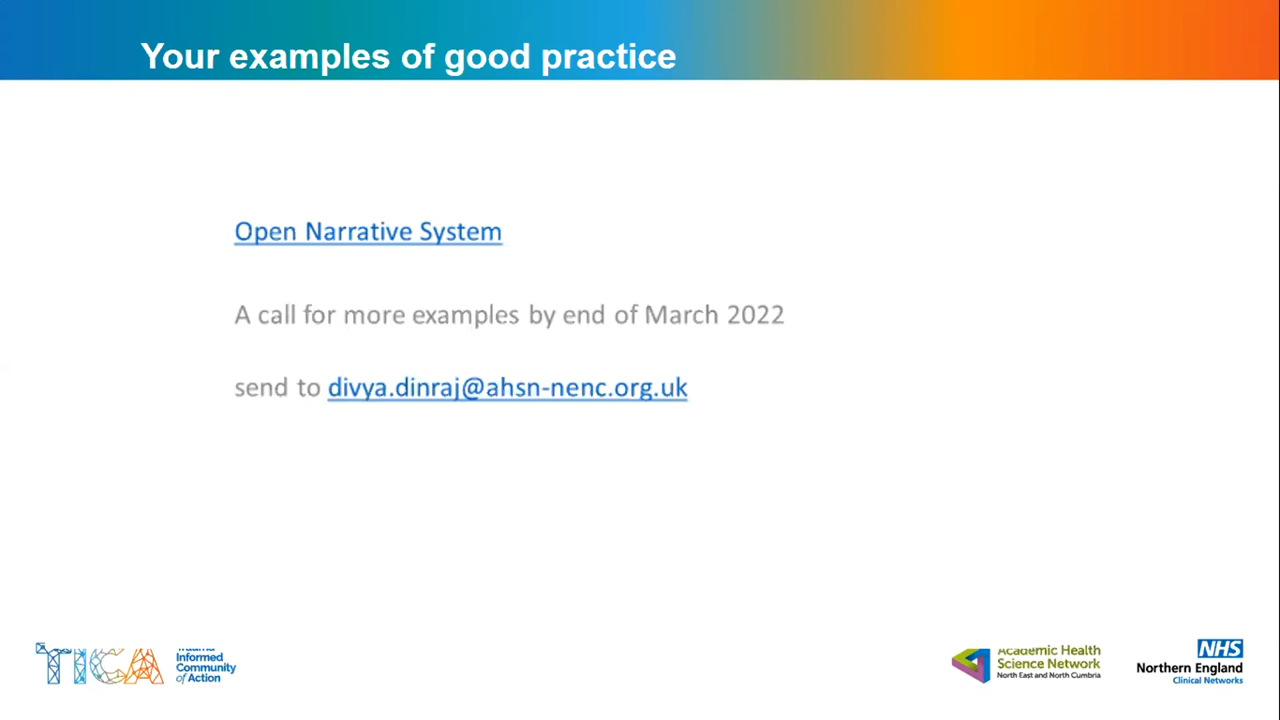 Your examples of good practice
Open Narrative System
A call for more examples by end of March 2022
send to divya.dinraj@ahsn-nenc.org.uk
TICA
Trauma
Informed
Community
of Action
Academic Health
Science Network
North East and North Cumbria
NHS
Northern England
Clinical Networks